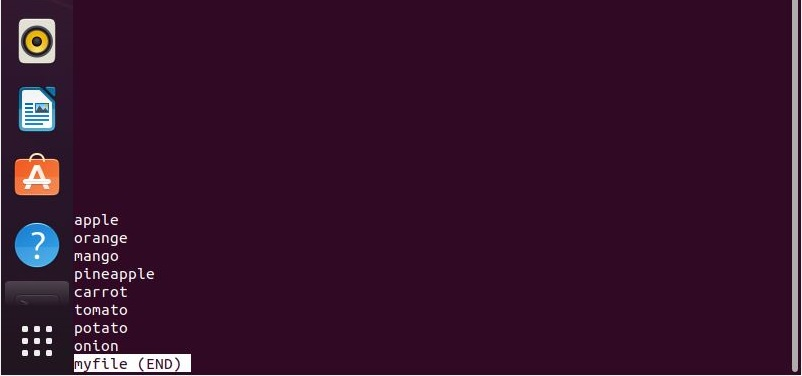 apple
orange
mango
pineapple
carrot
tomato
potato
onion
myfile (END)